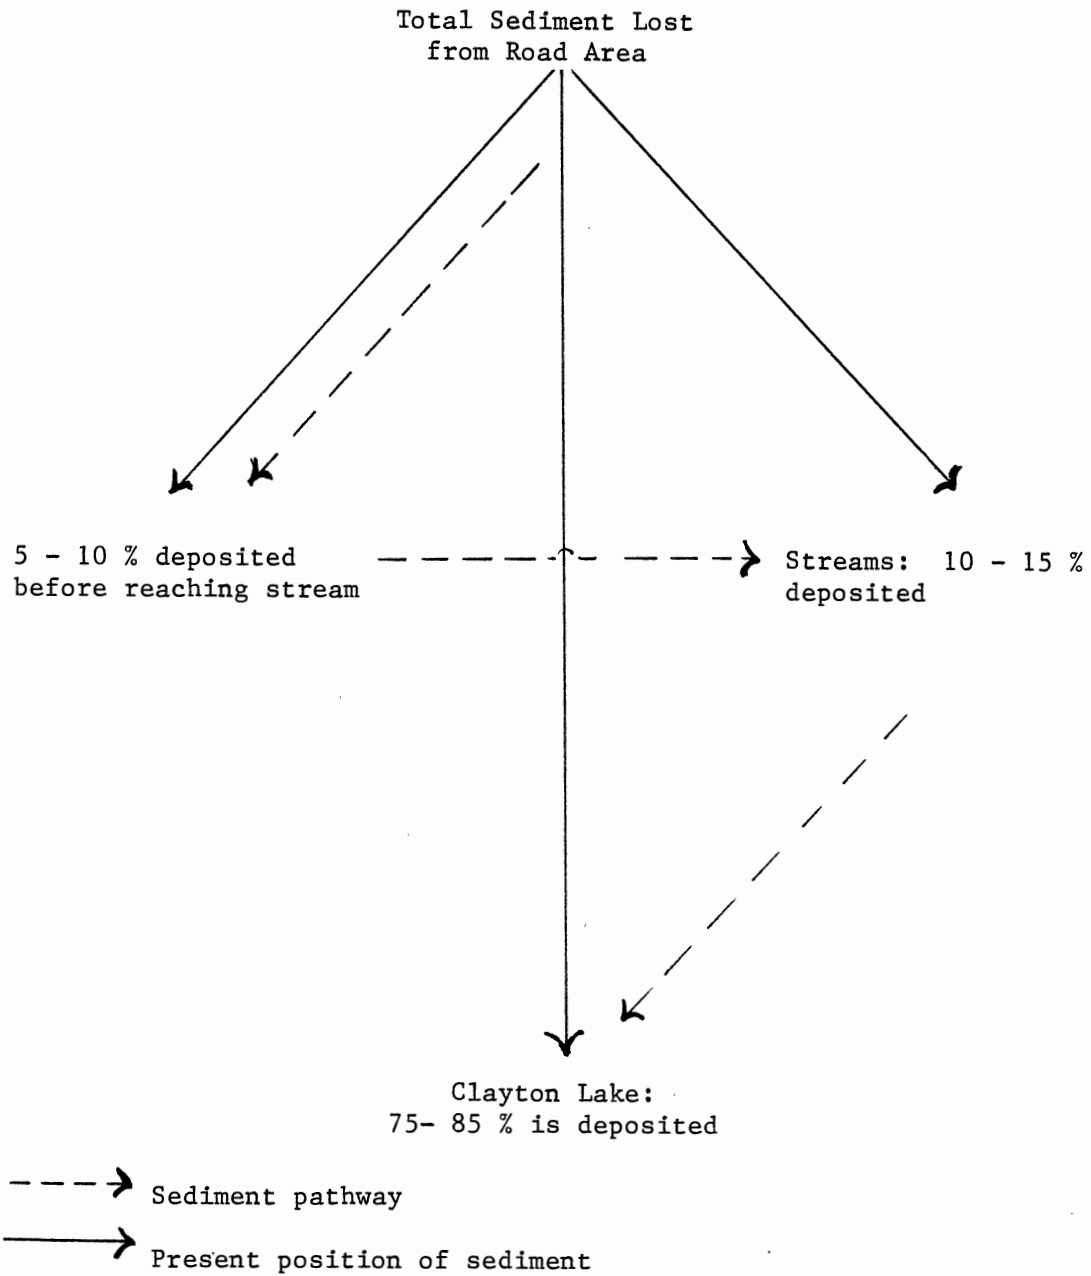 Total Sediment Lost
from Road Area
5 - 10 % deposited
before reaching stream
Streams: 10 - 15 %
deposited
Clayton Lake:
75- 85 % is deposited
Sediment pathway
Present position of sediment